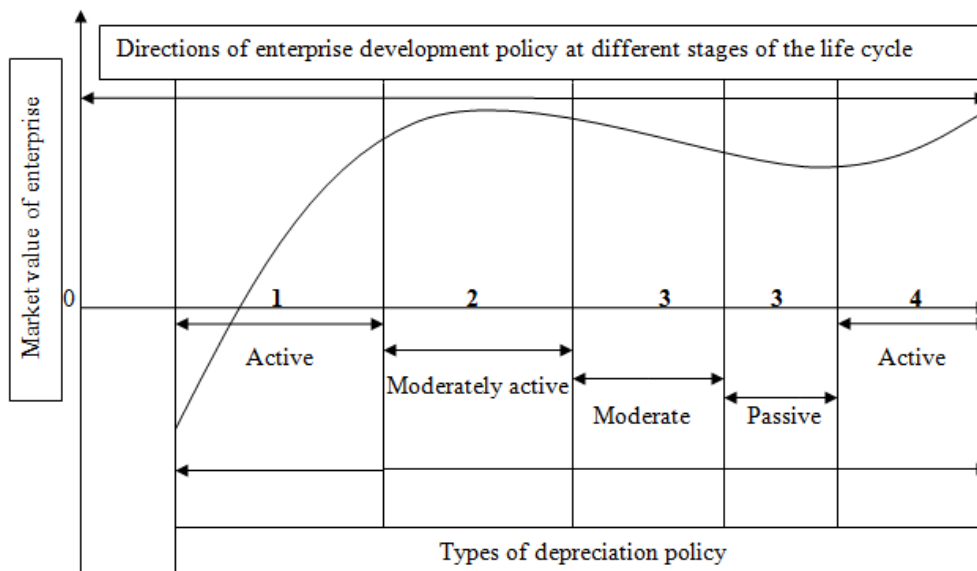 Directions of enterprise development policy at different stages of the life cycle
Market value of enterprise
0
1
2
3
3
4
Active
Moderately active
Moderate
Passive
Active
Types of depreciation policy